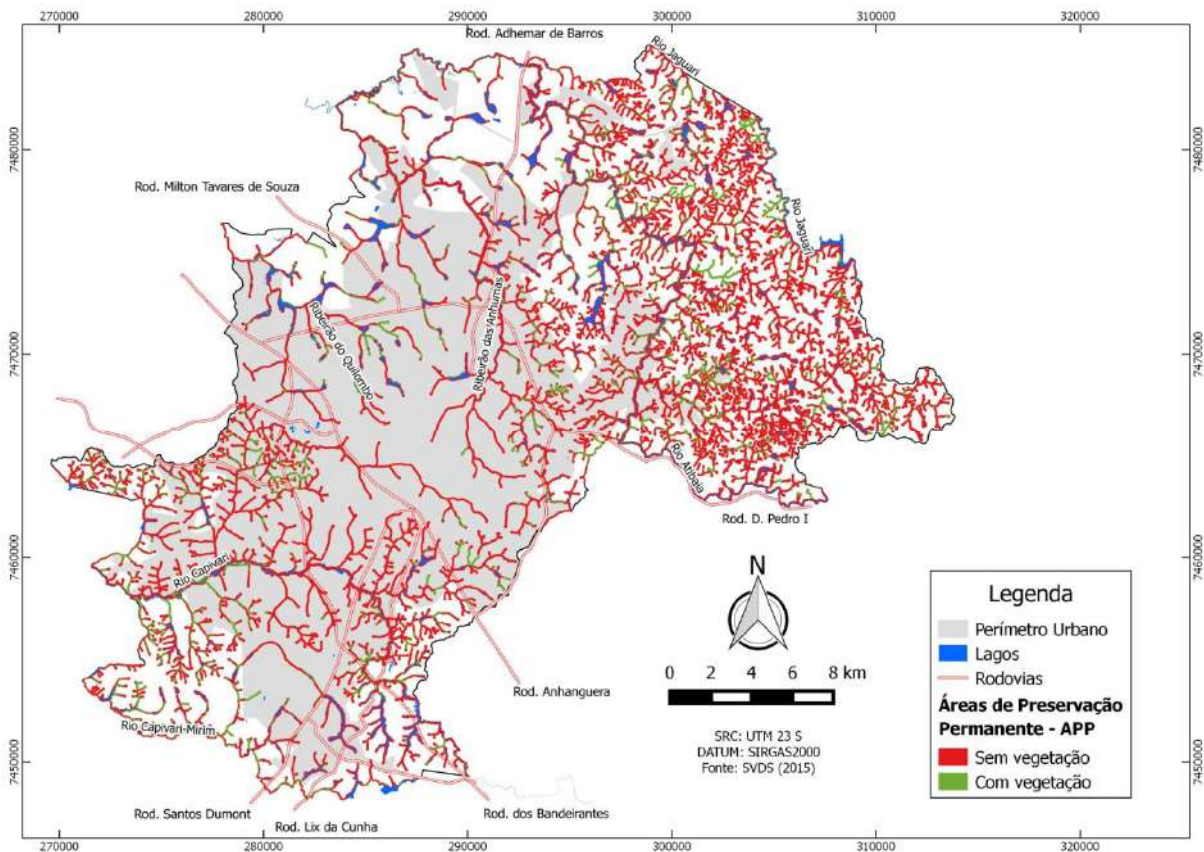 270000 280000 290000 300000 310000 320000
Rod. Adhemar de Barros
Rio Jaguari
7480000
7480000
Rod. Milton Tavares de Souza
Rio Jaguari
Ribeirão do Quilombo
Ribeirão das Anhumas
7470000
7470000
Rio Atibaia
Rod. D. Pedro I
7460000
7460000
Rio Capivari
N
0 2 4 6 8 km
Rod. Anhanguera
Rio Capivari-Mirim
SRC: UTM 23 S
DATUM: SIRGAS2000
Fonte: SVDS (2015)
Legenda
Perímetro Urbano
Lagos
Rodovias
Áreas de Preservação
Permanente - APP
Sem vegetação
Com vegetação
7450000
7450000
Rod. Santos Dumont
Rod. Lix da Cunha
Rod. dos Bandeirantes
270000 280000 290000 300000 310000 320000